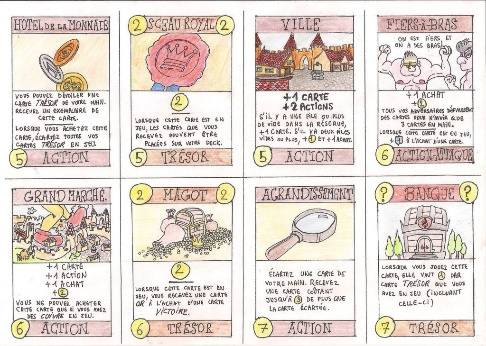 HOTEL DE LA MONNAIE
VOUS POUVEZ DÉVOILER UNE
CARTE TRÉSOR DE VOTRE MAIN.
RECEVEZ UN EXEMPLAIRE DE
CETTE CARTE.
LORSQUE VOUS ACHETEZ CETTE
CARTE, ÉCARTEZ TOUTES VOS
CARTES TRÉSOR EN JEU.
5 ACTION
2 SCEAU ROYAL 2
2
LORSQUE CETTE CARTE EST EN
JEU, LES CARTES QUE VOUS
RECEVEZ PEUVENT ÊTRE
PLACÉES SUR VOTRE DECK.
5 TRÉSOR
VILLE
+1 CARTE
+2 ACTIONS
S'IL Y A UNE PILE OU PLUS
DE VIDE DANS LA RÉSERVE,
+1 CARTE. S'IL Y A DEUX PILES
VIDES OU PLUS, +1 ET +1 ACHAT.
5 ACTION
FIERS-À-BRAS
ON EST FIERS, ET
ON A DES BRAS
+1 ACHAT
+2
TOUS VOS ADVERSAIRES DÉFAUSSENT
DES CARTES POUR N'AVOIR QUE
3 CARTES EN MAIN.
LORSQUE CETTE CARTE EST EN JEU,
À L'ACHAT D'UNE CARTE.
6 ACTION-ATTAQUE
GRAND MARCHÉ
+1 CARTE
+1 ACTION
+1 ACHAT
+2
VOUS NE POUVEZ ACHETER
CETTE CARTE QUE SI VOUS N'AVEZ
PAS DE CUIVRE EN JEU.
6 ACTION
2 MAGOT 2
2
LORSQUE CETTE CARTE EST EN
JEU, VOUS RECEVEZ UNE CARTE
OR À L'ACHAT D'UNE CARTE
VICTOIRE.
6 TRÉSOR
AGRANDISSEMENT
ÉCARTEZ UNE CARTE DE
VOTRE MAIN. RECEVEZ
UNE CARTE COÛTANT
JUSQU'À 3 DE PLUS QUE
LA CARTE ÉCARTÉE.
7 ACTION
? BANQUE ?
LORSQUE VOUS JOUEZ CETTE
CARTE, ELLE VAUT 1 PAR
CARTE TRÉSOR QUE VOUS
AVEZ EN JEU (INCLUANT
CELLE-CI)
7 TRÉSOR